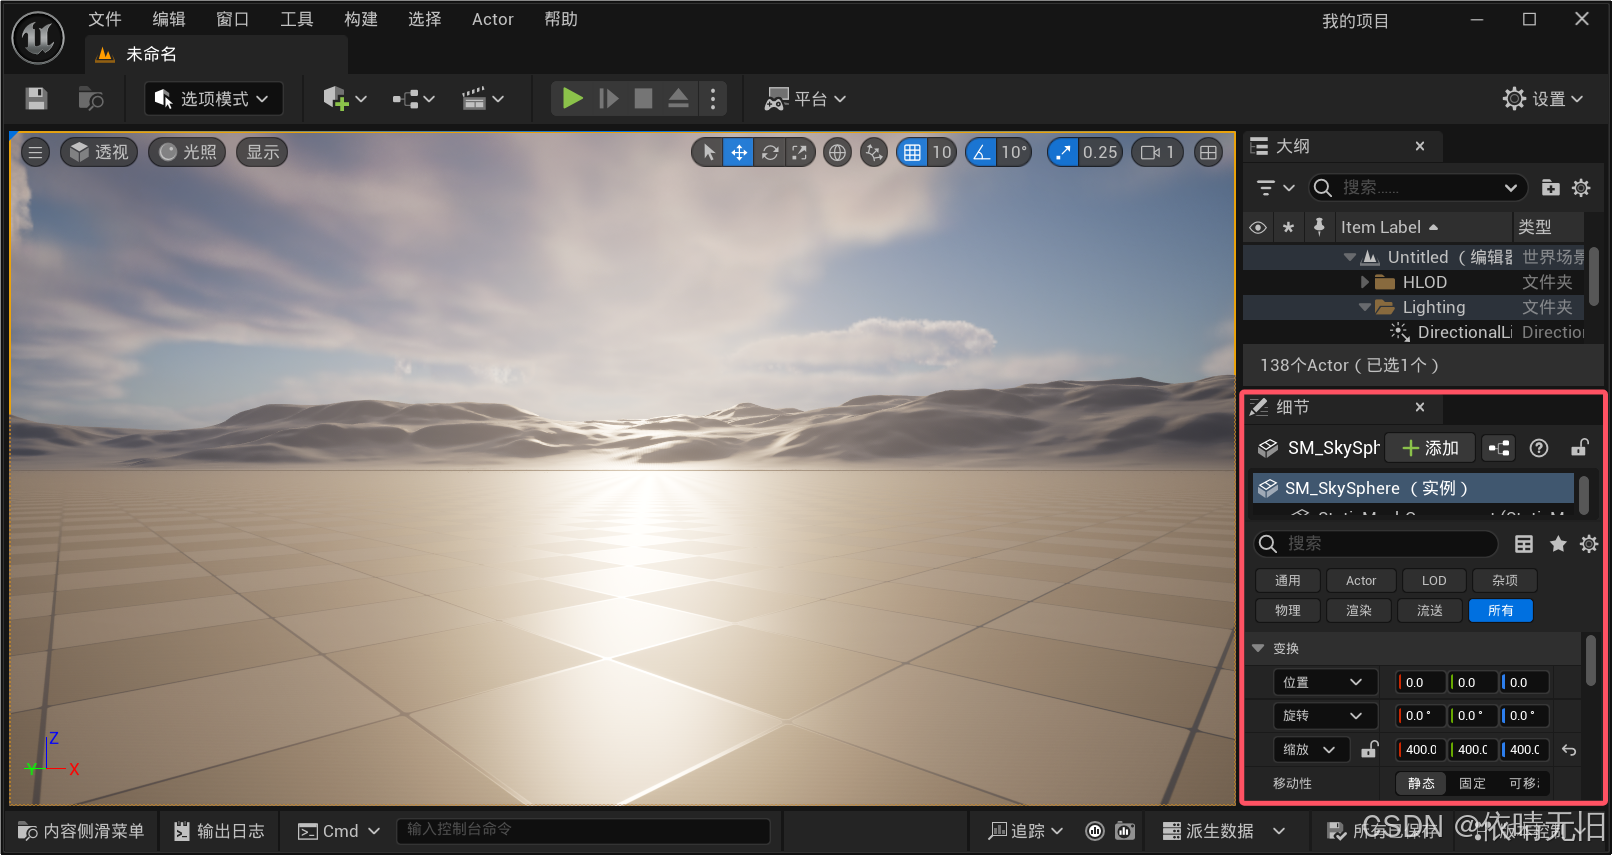 文件 编辑 窗口 工具 构建 选择 Actor 帮助 我的项目
未命名
选项模式 平台 设置
透视 光照 显示 10 10° 0.25 1
大纲
搜索......
Item Label 类型
Untitled （编辑器 世界场景
HLOD 文件夹
Lighting 文件夹
DirectionalLi Direction
138个Actor（已选1个）
细节
SM_SkySph 添加
SM_SkySphere （实例）
搜索
通用 Actor LOD 杂项
物理 渲染 流送 所有
变换
位置 0.0 0.0 0.0
旋转 0.0 ° 0.0 ° 0.0 °
缩放 400.0 400.0 400.0
移动性 静态 固定 可移
Z
Y X
内容侧滑菜单 输出日志 Cmd 输入控制台命令 追踪 派生数据 所有已保存 版本控制
CSDN @依晴无旧